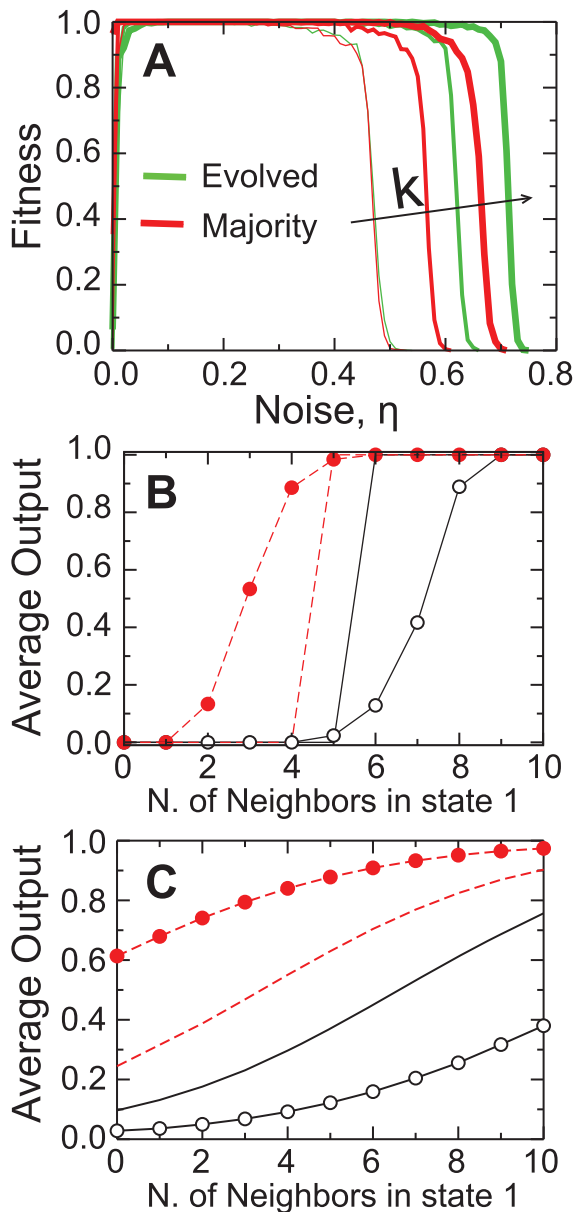 A
1.0
0.8
0.6
0.4
0.2
0.0
Fitness
Evolved
Majority
k
0.0 0.2 0.4 0.6 0.8
Noise, η
B
1.0
0.8
0.6
0.4
0.2
0.0
Average Output
0 2 4 6 8 10
N. of Neighbors in state 1
C
1.0
0.8
0.6
0.4
0.2
0.0
Average Output
0 2 4 6 8 10
N. of Neighbors in state 1